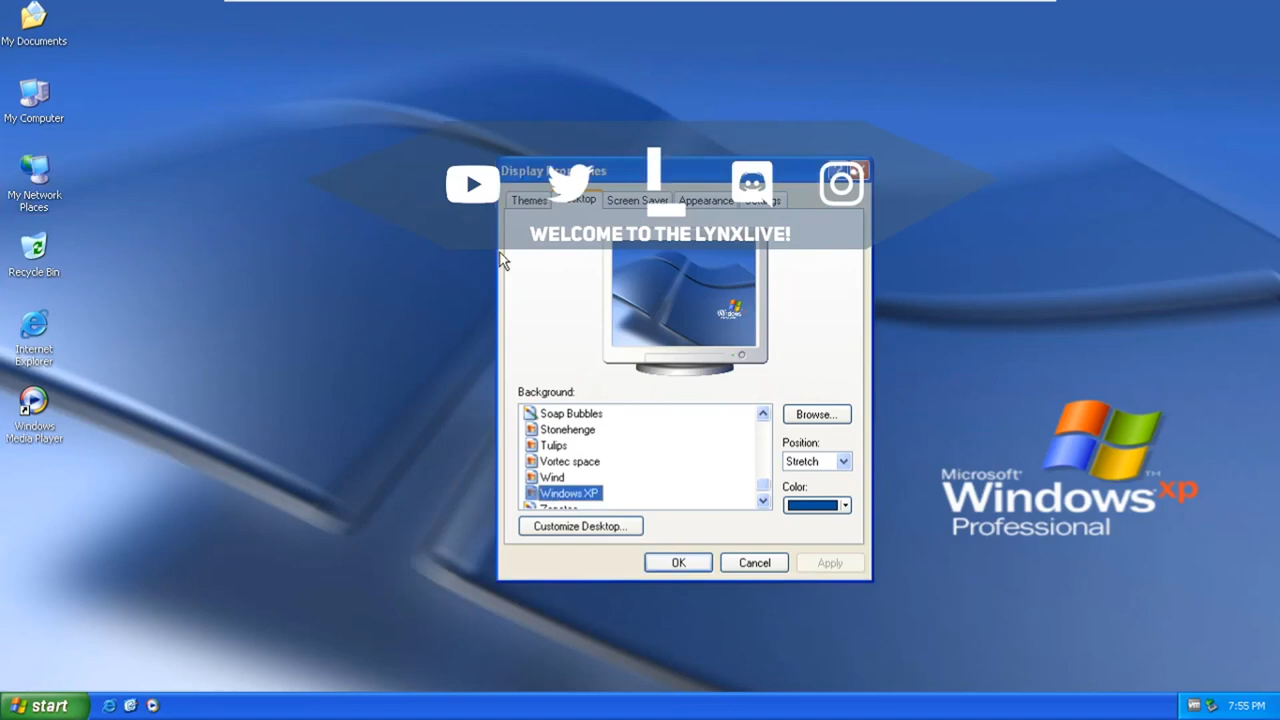 My Documents
My Computer
My Network
Places
Recycle Bin
Internet
Explorer
Windows
Media Player
Display
Themes
Screen Saver
Appearance
WELCOME TO THE LYNXLIVE!
Background:
Soap Bubbles
Stonehenge
Tulips
Vortec space
Wind
Windows XP
Browse...
Position:
Stretch
Color:
Customize Desktop...
OK
Cancel
Apply
Microsoft
Windows xp
TM
Professional
start
7:55 PM